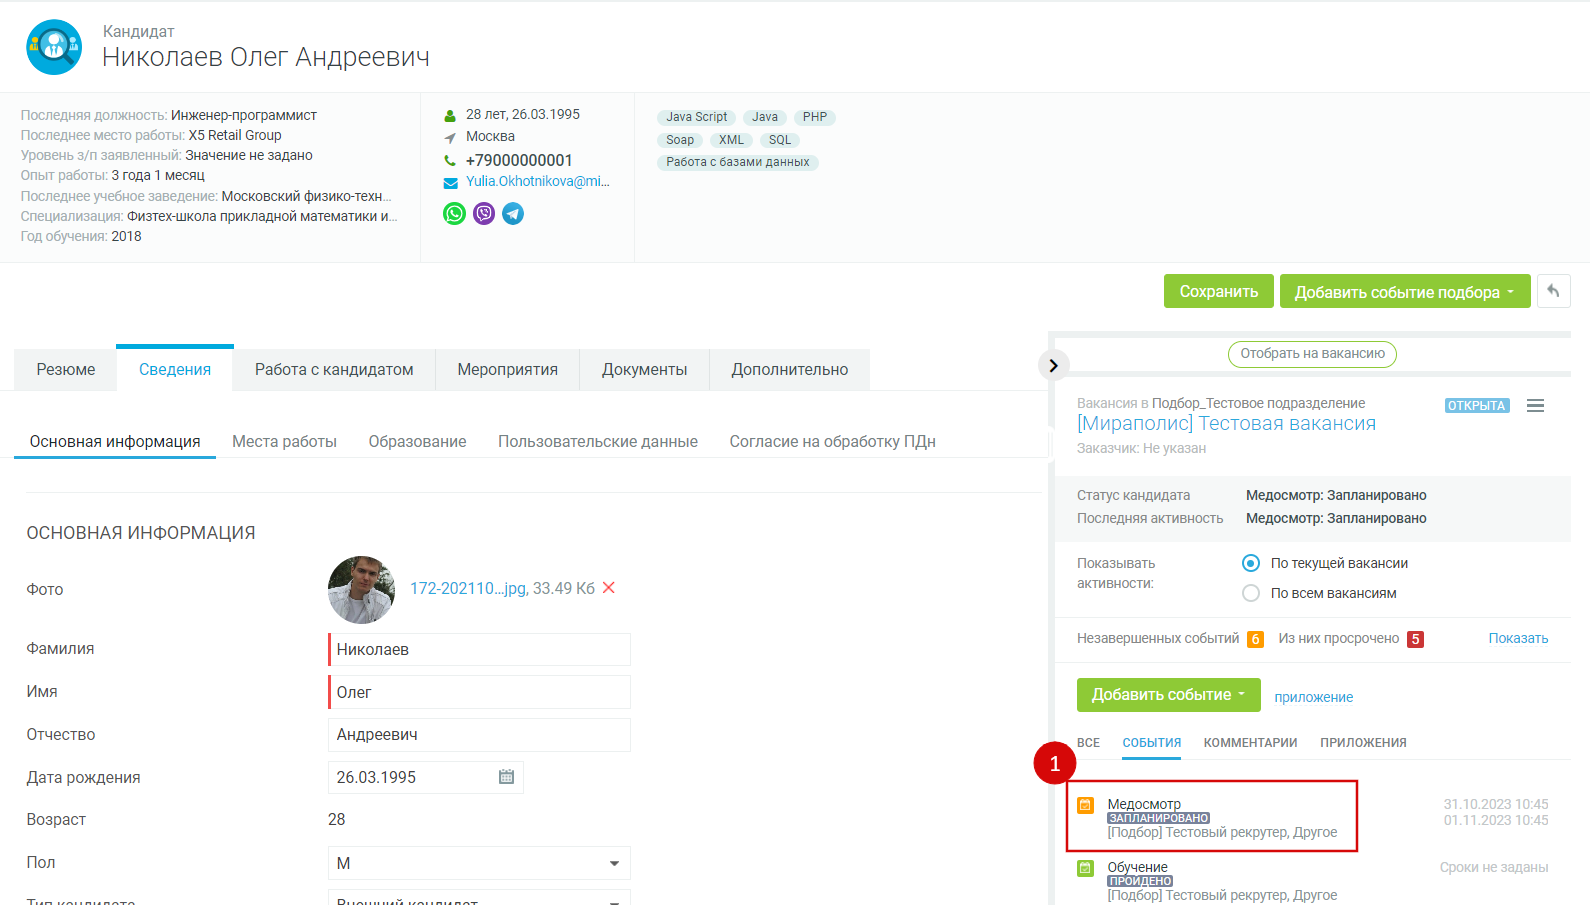 Кандидат
Николаев Олег Андреевич
Последняя должность: Инженер-программист
Последнее место работы: X5 Retail Group
Уровень з/п заявленный: Значение не задано
Опыт работы: 3 года 1 месяц
Последнее учебное заведение: Московский физико-техн...
Специализация: Физтех-школа прикладной математики и...
Год обучения: 2018
28 лет, 26.03.1995
Москва
+79000000001
Yulia.Okhotnikova@mi...
Java Script Java PHP
Soap XML SQL
Работа с базами данных
Сохранить Добавить событие подбора
Резюме Сведения Работа с кандидатом Мероприятия Документы Дополнительно
Основная информация Места работы Образование Пользовательские данные Согласие на обработку ПДн
ОСНОВНАЯ ИНФОРМАЦИЯ
Фото 172-202110...jpg, 33.49 Кб
Фамилия Николаев
Имя Олег
Отчество Андреевич
Дата рождения 26.03.1995
Возраст 28
Пол М
Тип кандидата Внешний кандидат
Отобрать на вакансию
Вакансия в Подбор_Тестовое подразделение ОТКРЫТА
[Мираполис] Тестовая вакансия
Заказчик: Не указан
Статус кандидата Медосмотр: Запланировано
Последняя активность Медосмотр: Запланировано
Показывать активности:
По текущей вакансии
По всем вакансиям
Незавершенных событий 6 Из них просрочено 5 Показать
Добавить событие приложение
ВСЕ СОБЫТИЯ КОММЕНТАРИИ ПРИЛОЖЕНИЯ
1
Медосмотр 31.10.2023 10:45
ЗАПЛАНИРОВАНО 01.11.2023 10:45
[Подбор] Тестовый рекрутер, Другое
Обучение Сроки не заданы
ПРОЙДЕНО
[Подбор] Тестовый рекрутер, Другое